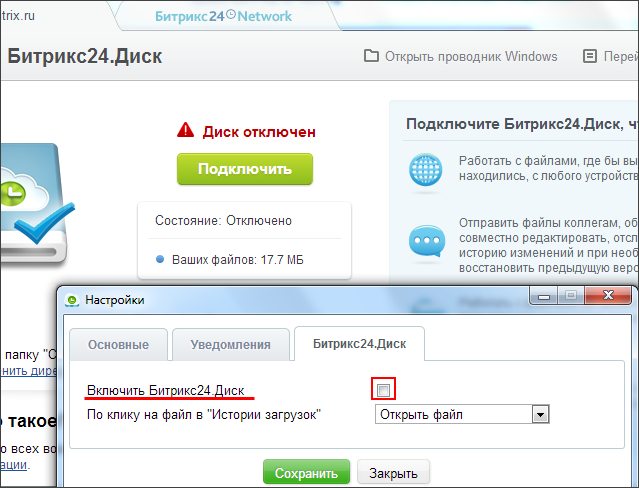 trix.ru
Битрикс24 Network
Битрикс24.Диск
Открыть проводник Windows
Перей
Диск отключен
Подключить
Состояние: Отключено
Ваших файлов: 17.7 МБ
Подключите Битрикс24.Диск, ч
Работать с файлами, где бы вы
находились, с любого устройств
Отправить файлы коллегам, об
совместно редактировать, отсл
историю изменений и при необ
восстановить предыдущую верс
папку "С
нить дире
о такое
о всех во
ации.
Настройки
Основные
Уведомления
Битрикс24.Диск
Включить Битрикс24.Диск
По клику на файл в "Истории загрузок"
Открыть файл
Сохранить
Закрыть